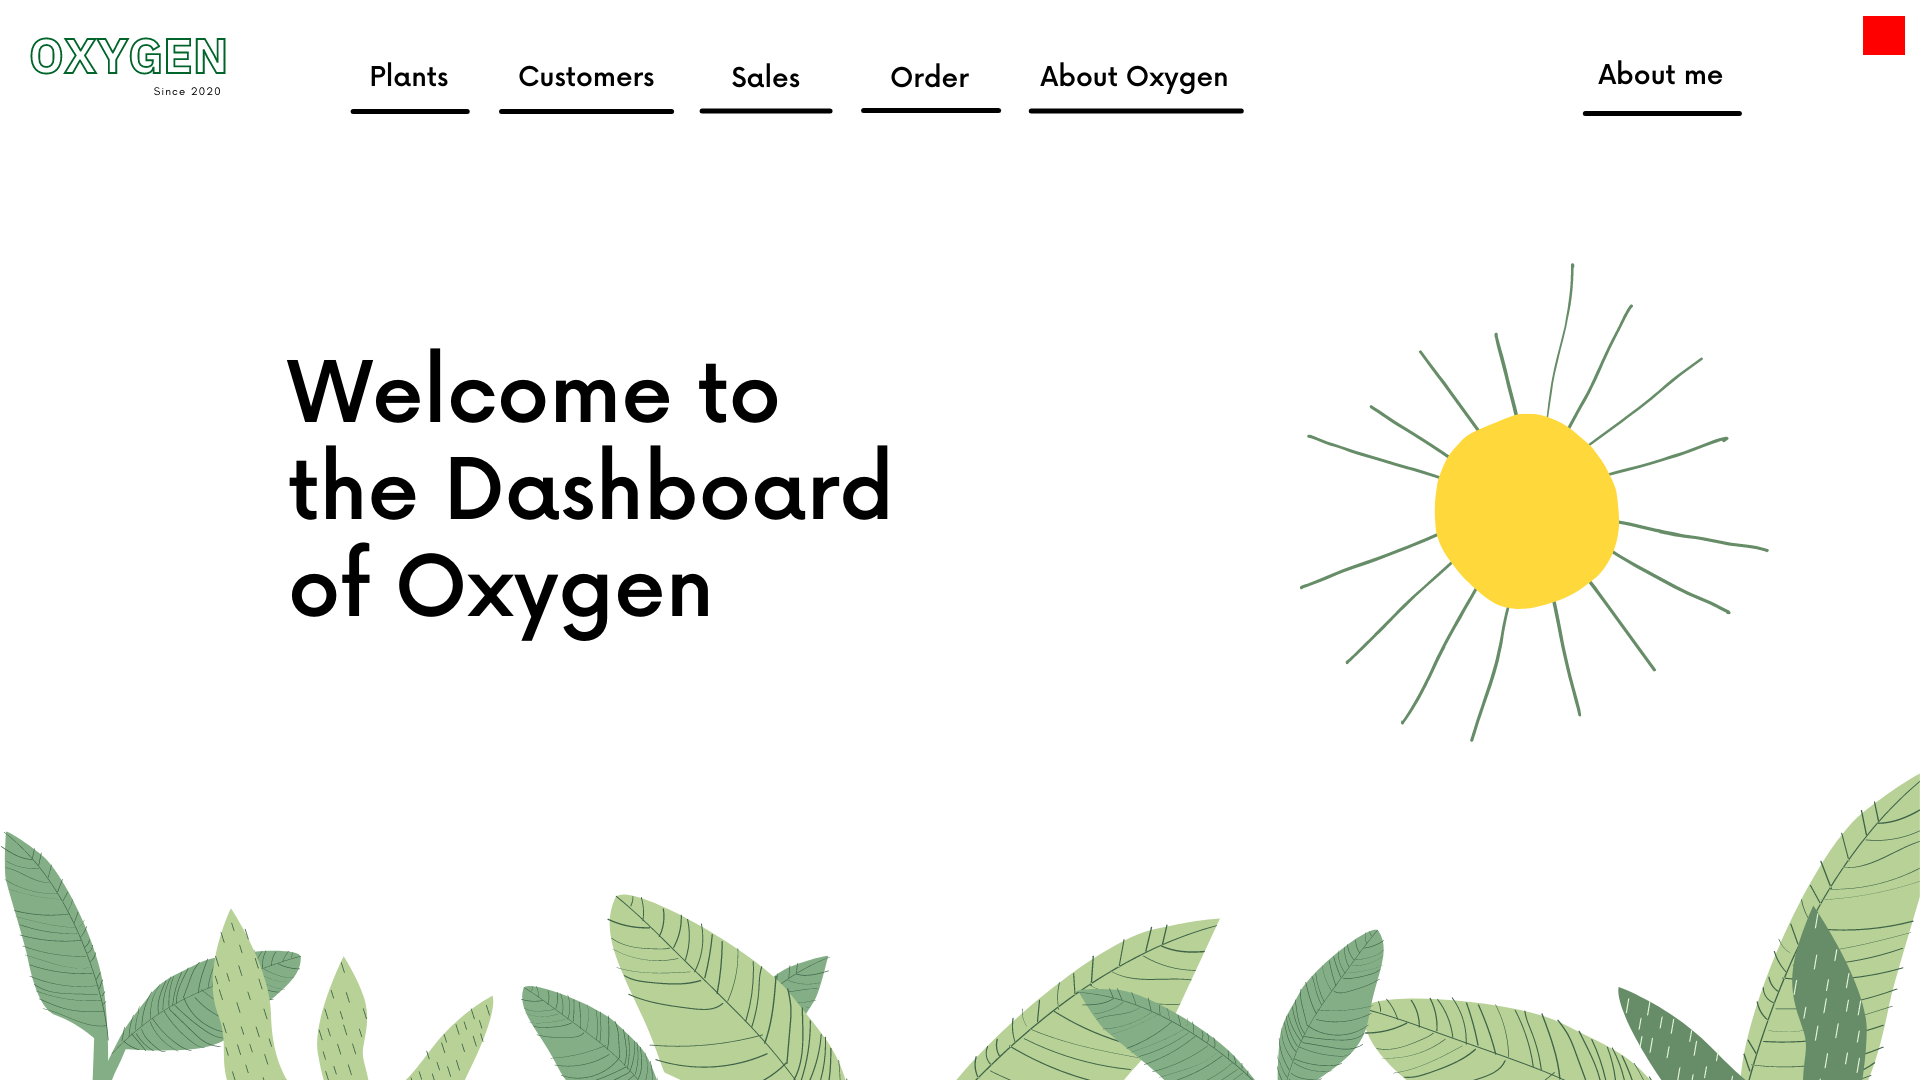 OXYGEN
Since 2020
Plants
Customers
Sales
Order
About Oxygen
About me
Welcome to
the Dashboard
of Oxygen